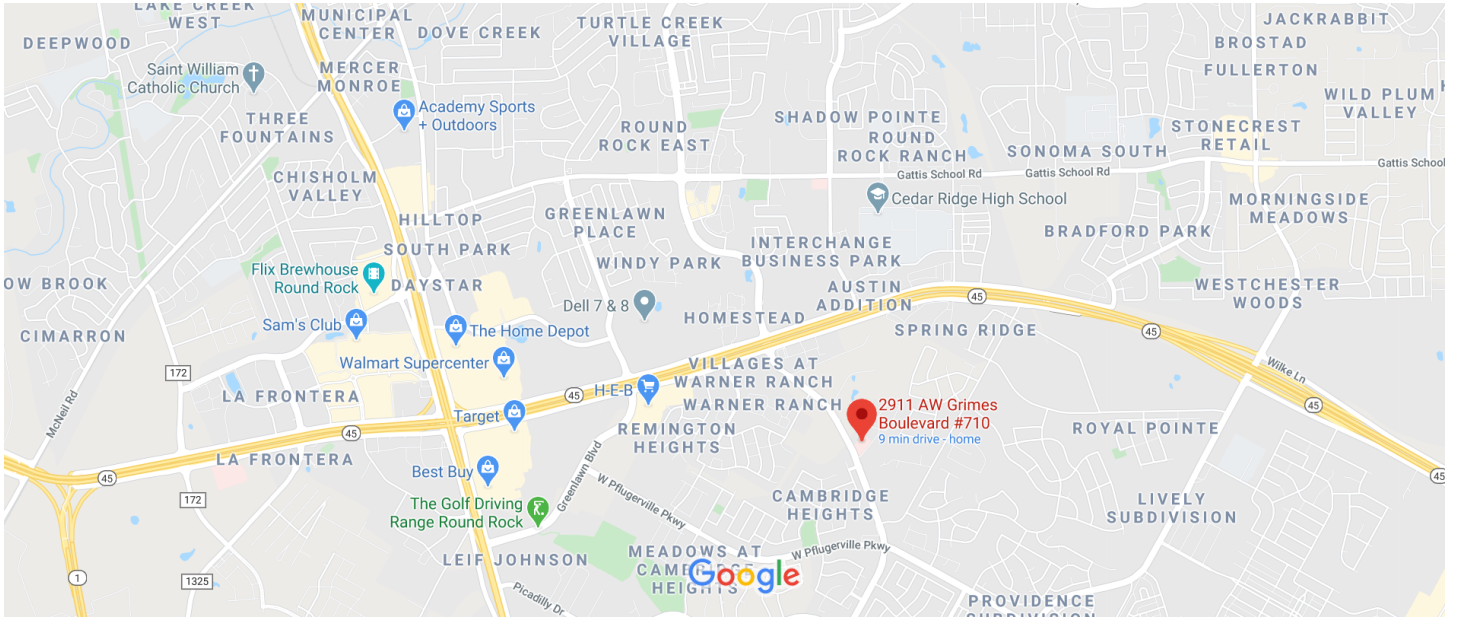 LAKE CREEK
WEST
MUNICIPAL
CENTER
DOVE CREEK
TURTLE CREEK
VILLAGE
JACKRABBIT
DEEPWOOD
BROSTAD
FULLERTON
Saint William
Catholic Church
MERCER
MONROE
WILD PLUM
VALLEY
Academy Sports
+ Outdoors
THREE
FOUNTAINS
ROUND
ROCK EAST
SHADOW POINTE
ROUND
ROCK RANCH
SONOMA SOUTH
STONECREST
RETAIL
Gattis School Rd
Gattis School Rd
Gattis School
CHISHOLM
VALLEY
Cedar Ridge High School
MORNINGSIDE
MEADOWS
HILLTOP
GREENLAWN
PLACE
BRADFORD PARK
SOUTH PARK
INTERCHANGE
BUSINESS PARK
WINDY PARK
Flix Brewhouse
Round Rock
DAYSTAR
OW BROOK
AUSTIN
ADDITION
WESTCHESTER
WOODS
45
Dell 7 & 8
HOMESTEAD
Sam's Club
The Home Depot
SPRING RIDGE
45
CIMARRON
Walmart Supercenter
VILLAGES AT
WARNER RANCH
Wilke Ln
172
H-E-B
45
LA FRONTERA
WARNER RANCH
2911 AW Grimes
Boulevard #710
9 min drive - home
45
McNeil Rd
Target
REMINGTON
HEIGHTS
ROYAL POINTE
45
LA FRONTERA
45
Best Buy
Greenlawn Blvd
45
W Pflugerville Pkwy
172
The Golf Driving
Range Round Rock
CAMBRIDGE
HEIGHTS
LIVELY
SUBDIVISION
LEIF JOHNSON
MEADOWS AT
CAMBRIDGE
HEIGHTS
W Pflugerville Pkwy
Google
1
1325
Picadilly Dr
PROVIDENCE
SUBDIVISION